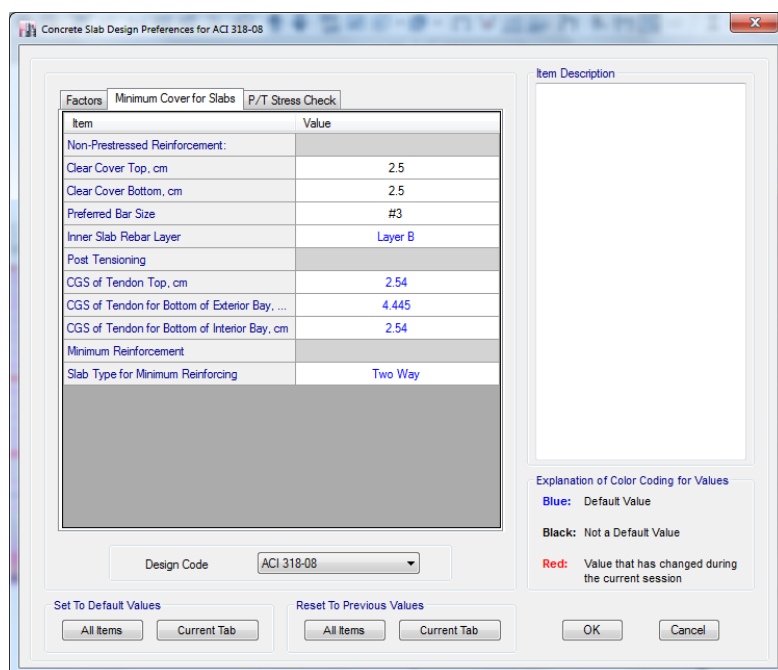 Concrete Slab Design Preferences for ACI 318-08
Item Description
Factors Minimum Cover for Slabs P/T Stress Check
Item Value
Non-Prestressed Reinforcement:
Clear Cover Top, cm 2.5
Clear Cover Bottom, cm 2.5
Preferred Bar Size #3
Inner Slab Rebar Layer Layer B
Post Tensioning
CGS of Tendon Top, cm 2.54
CGS of Tendon for Bottom of Exterior Bay, ... 4.445
CGS of Tendon for Bottom of Interior Bay, cm 2.54
Minimum Reinforcement
Slab Type for Minimum Reinforcing Two Way
Explanation of Color Coding for Values
Blue: Default Value
Black: Not a Default Value
Red: Value that has changed during
the current session
Design Code ACI 318-08
Set To Default Values Reset To Previous Values
All Items Current Tab All Items Current Tab OK Cancel